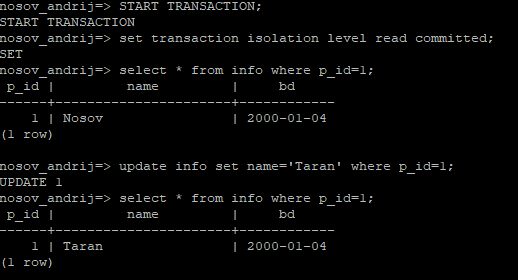 nosov_andrij=> START TRANSACTION;
START TRANSACTION
nosov_andrij=> set transaction isolation level read committed;
SET
nosov_andrij=> select * from info where p_id=1;
 p_id |         name         |     bd
------+----------------------+------------
    1 | Nosov                | 2000-01-04
(1 row)

nosov_andrij=> update info set name='Taran' where p_id=1;
UPDATE 1
nosov_andrij=> select * from info where p_id=1;
 p_id |         name         |     bd
------+----------------------+------------
    1 | Taran                | 2000-01-04
(1 row)